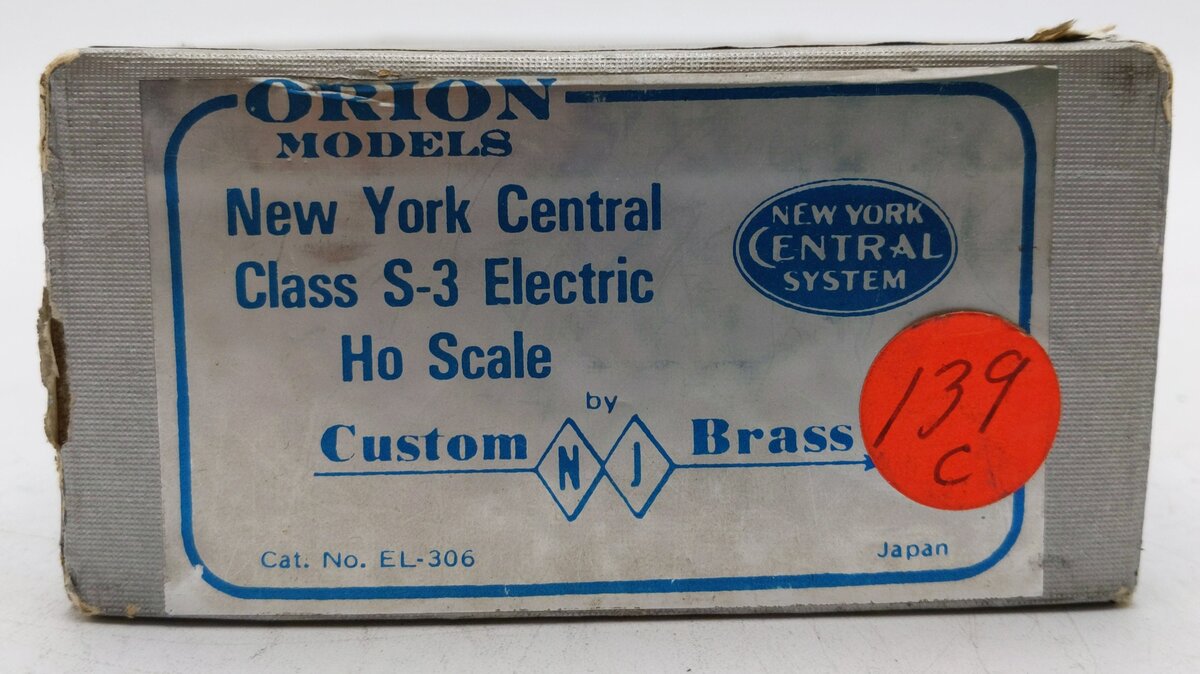 ORION
MODELS
New York Central
Class S-3 Electric
Ho Scale
NEW YORK
CENTRAL
SYSTEM
by
Custom NJ Brass
139
C
Cat. No. EL-306
Japan